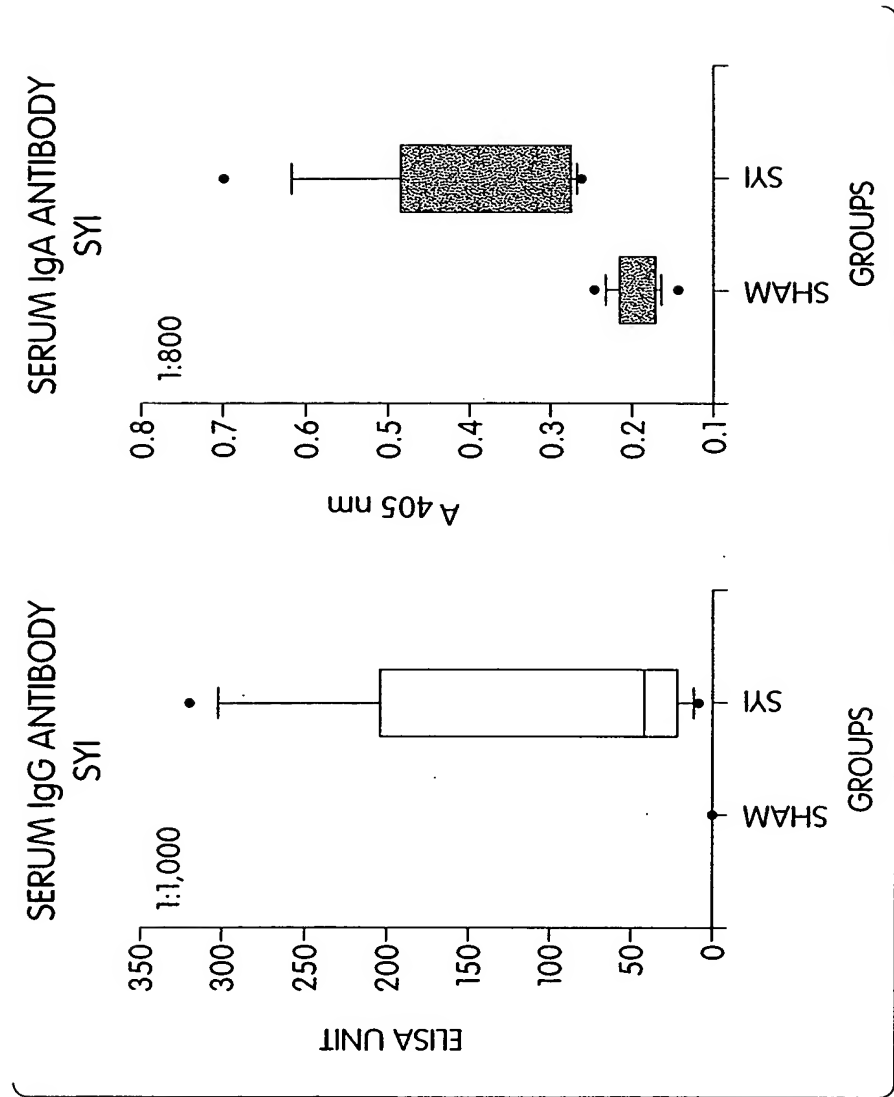 SERUM IgG ANTIBODY
SYI
1:1,000
350
300
250
200
150
100
50
0
ELISA UNIT
SHAM
SYI
GROUPS
SERUM IgA ANTIBODY
SYI
1:800
0.8
0.7
0.6
0.5
0.4
0.3
0.2
0.1
A 405 nm
SHAM
SYI
GROUPS